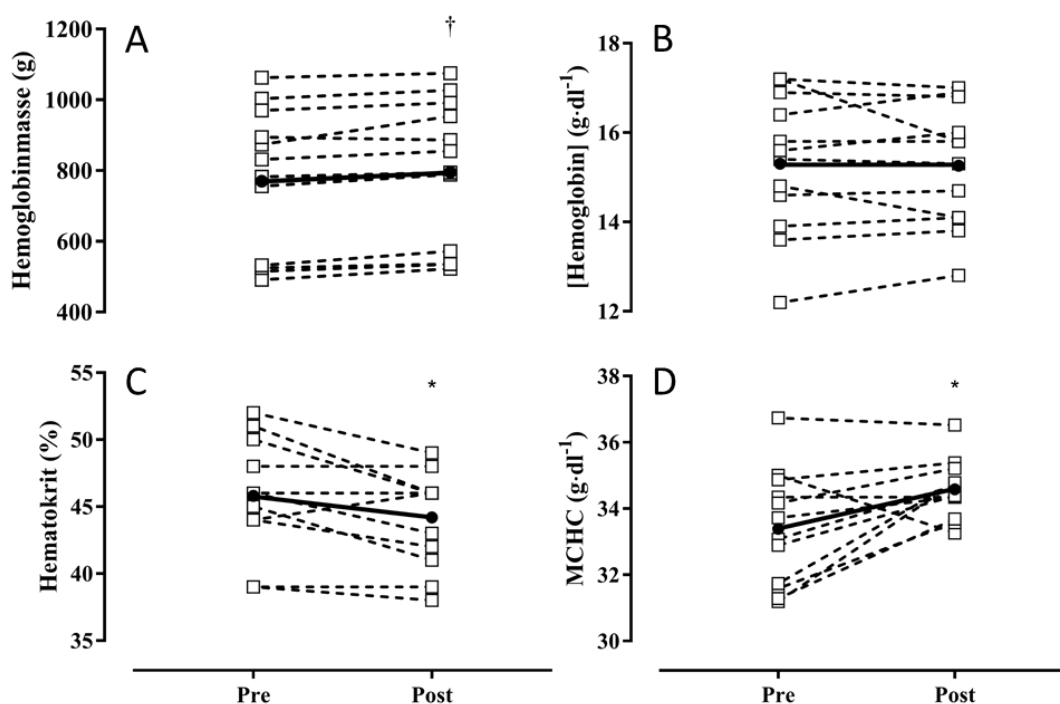 A
†
Hemoglobinmasse (g)
1200
1000
800
600
400
B
[Hemoglobin] (g·dl⁻¹)
18
16
14
12
C
*
Hematokrit (%)
55
50
45
40
35
Pre
Post
D
*
MCHC (g·dl⁻¹)
38
36
34
32
30
Pre
Post